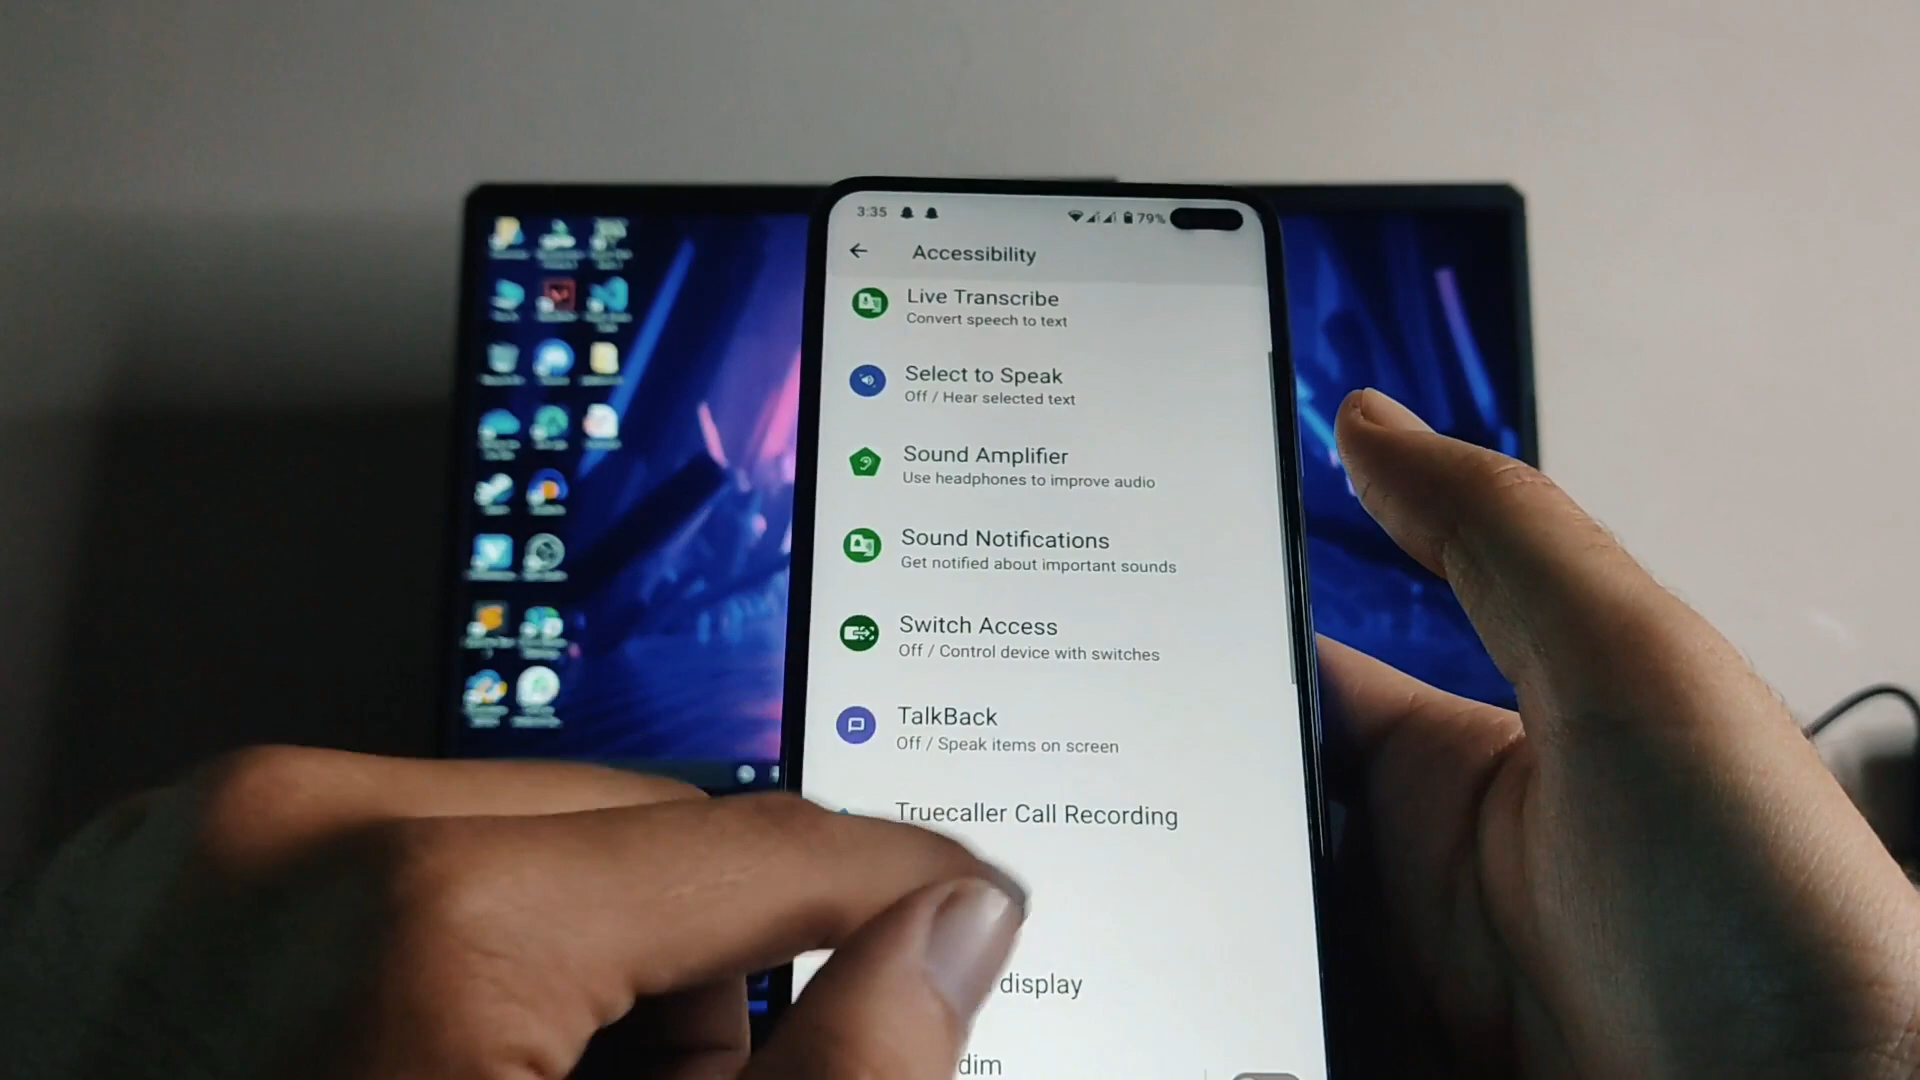 3:35
79%
Accessibility
Live Transcribe
Convert speech to text
Select to Speak
Off / Hear selected text
Sound Amplifier
Use headphones to improve audio
Sound Notifications
Get notified about important sounds
Switch Access
Off / Control device with switches
TalkBack
Off / Speak items on screen
Truecaller Call Recording
display
dim